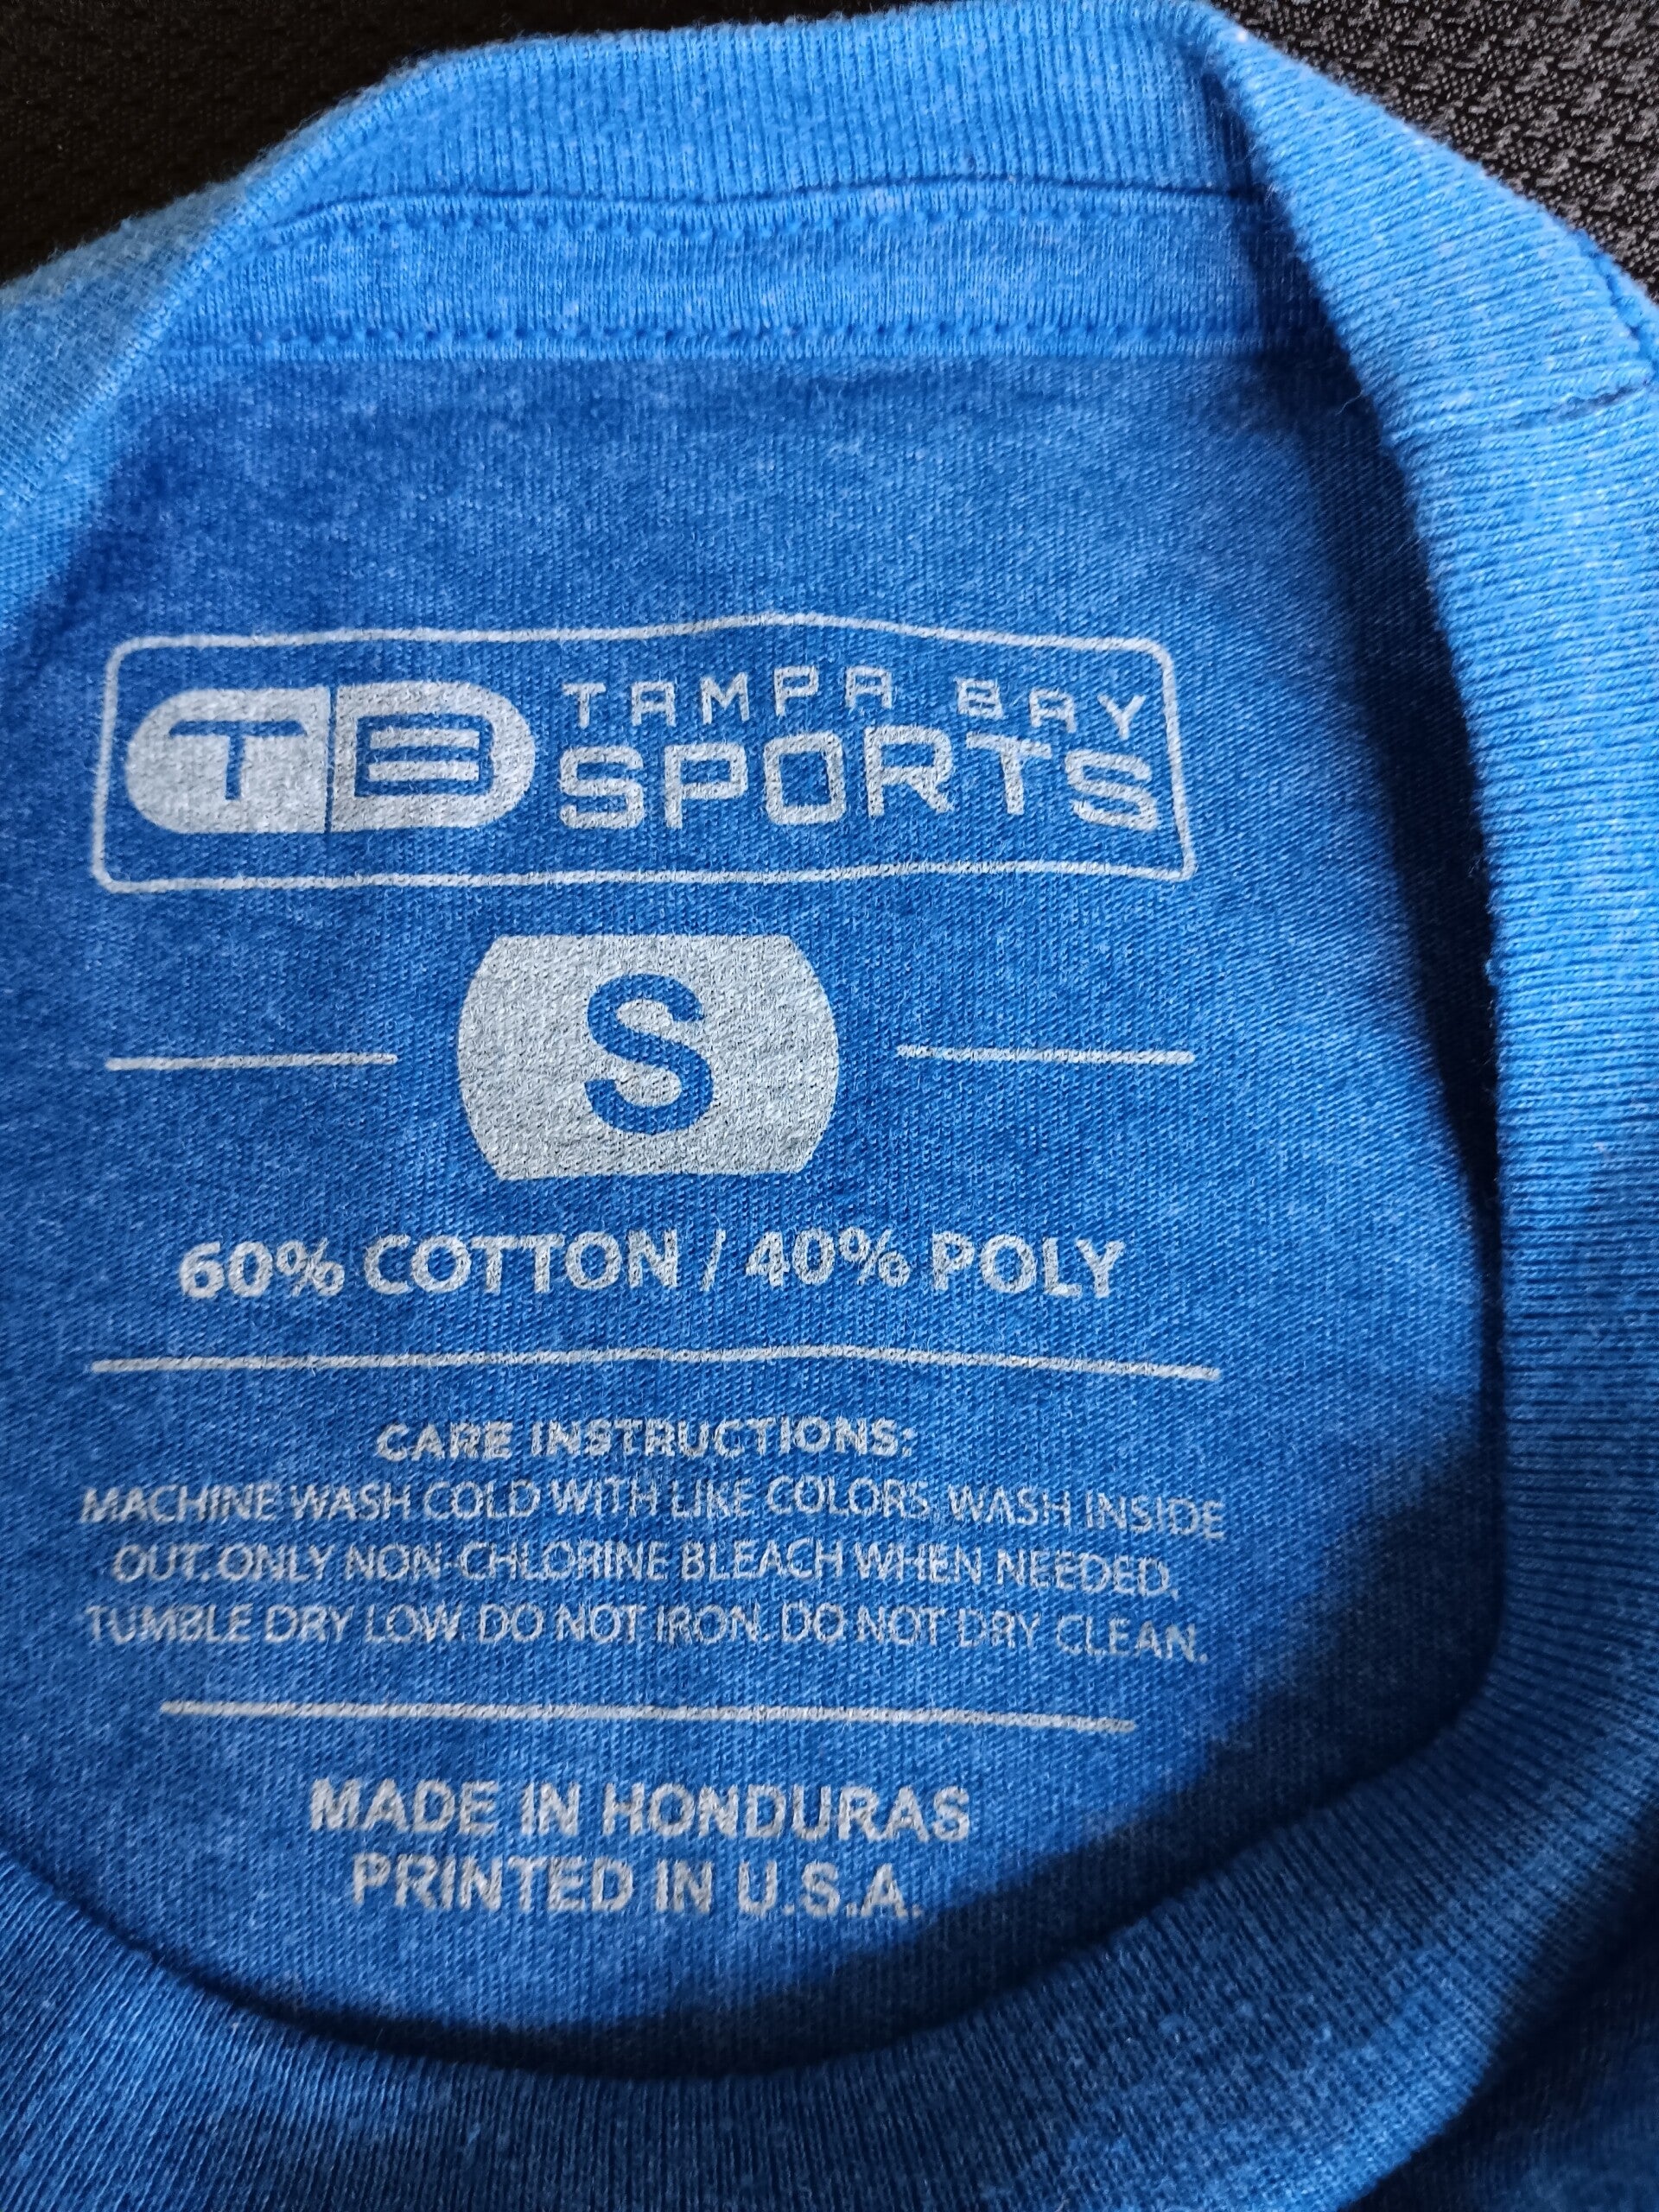 TB TAMPA BAY
SPORTS
S
60% COTTON / 40% POLY
CARE INSTRUCTIONS:
MACHINE WASH COLD WITH LIKE COLORS. WASH INSIDE
OUT. ONLY NON-CHLORINE BLEACH WHEN NEEDED.
TUMBLE DRY LOW. DO NOT IRON. DO NOT DRY CLEAN.
MADE IN HONDURAS
PRINTED IN U.S.A.